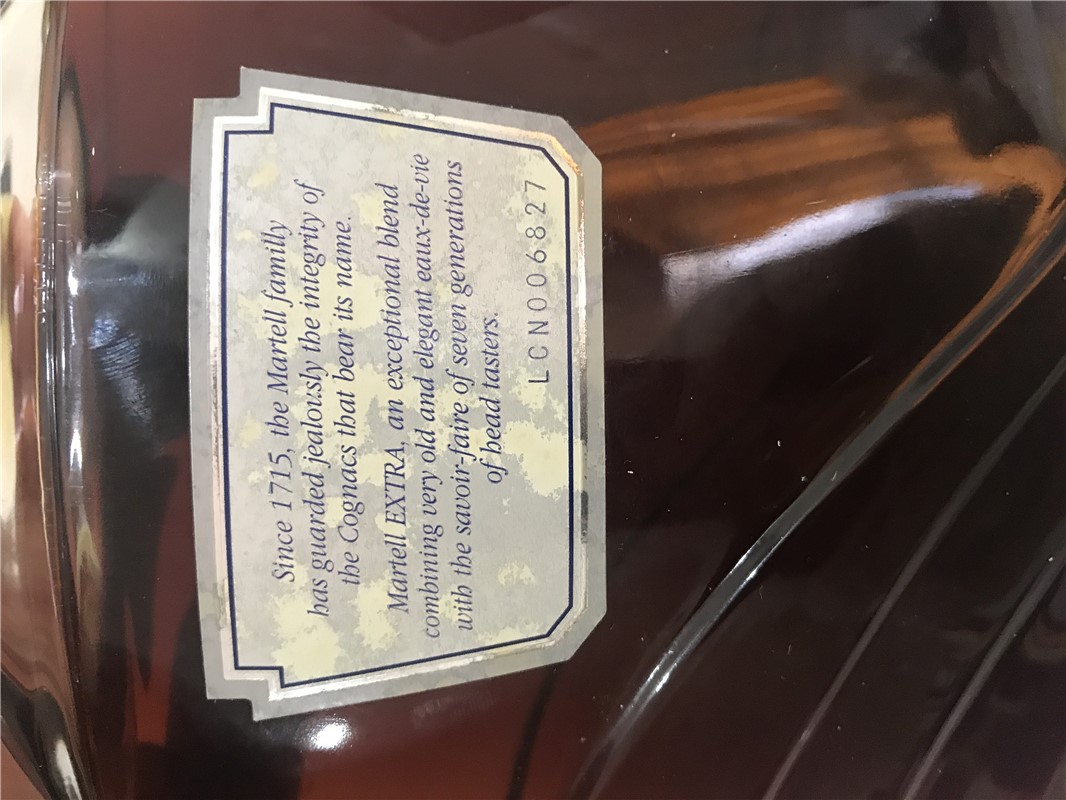 Since 1715, the Martell family
has guarded jealously the integrity of
the Cognacs that bear its name.
Martell EXTRA, an exceptional blend
combining very old and elegant eaux-de-vie
with the savoir-faire of seven generations
of head tasters.
LCN006827